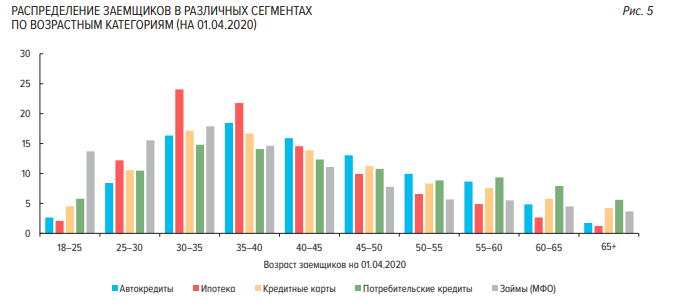 РАСПРЕДЕЛЕНИЕ ЗАЕМЩИКОВ В РАЗЛИЧНЫХ СЕГМЕНТАХ
ПО ВОЗРАСТНЫМ КАТЕГОРИЯМ (НА 01.04.2020)
Рис. 5
30
25
20
15
10
5
0
18–25 25–30 30–35 35–40 40–45 45–50 50–55 55–60 60–65 65+
Возраст заемщиков на 01.04.2020
Автокредиты Ипотека Кредитные карты Потребительские кредиты Займы (МФО)